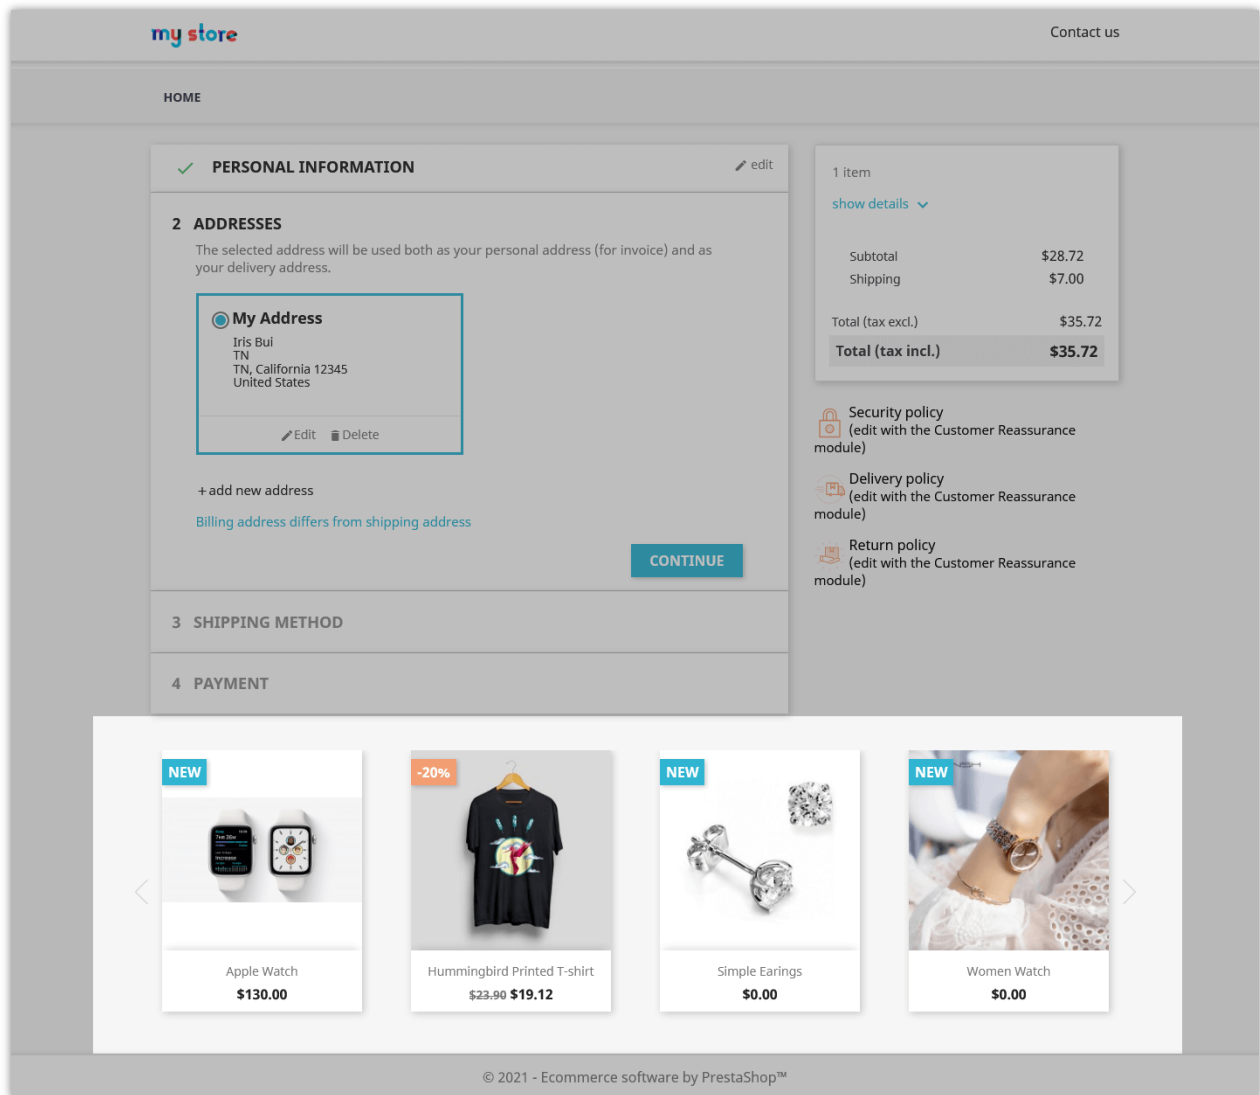 my store
Contact us
HOME
PERSONAL INFORMATION
edit
2 ADDRESSES
The selected address will be used both as your personal address (for invoice) and as
your delivery address.
My Address
Iris Bui
TN
TN, California 12345
United States
Edit Delete
+ add new address
Billing address differs from shipping address
CONTINUE
3 SHIPPING METHOD
4 PAYMENT
1 item
show details
Subtotal $28.72
Shipping $7.00
Total (tax excl.) $35.72
Total (tax incl.) $35.72
Security policy
(edit with the Customer Reassurance
module)
Delivery policy
(edit with the Customer Reassurance
module)
Return policy
(edit with the Customer Reassurance
module)
NEW
Apple Watch
$130.00
-20%
Hummingbird Printed T-shirt
$23.90 $19.12
NEW
Simple Earings
$0.00
NEW
Women Watch
$0.00
© 2021 - Ecommerce software by PrestaShop™